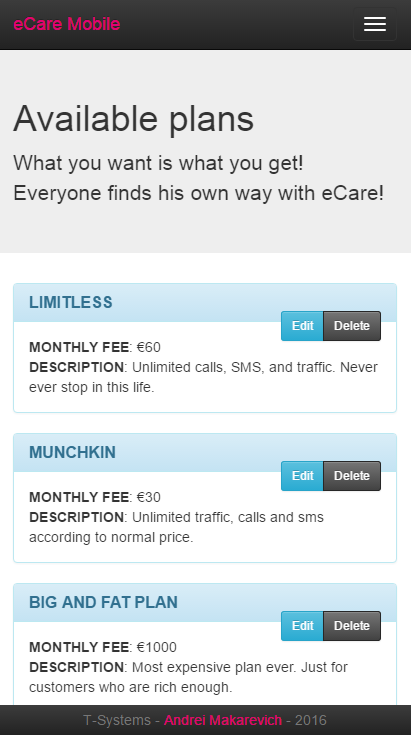 eCare Mobile
Available plans
What you want is what you get!
Everyone finds his own way with eCare!
LIMITLESS
Edit Delete
MONTHLY FEE: €60
DESCRIPTION: Unlimited calls, SMS, and traffic. Never
ever stop in this life.
MUNCHKIN
Edit Delete
MONTHLY FEE: €30
DESCRIPTION: Unlimited traffic, calls and sms
according to normal price.
BIG AND FAT PLAN
Edit Delete
MONTHLY FEE: €1000
DESCRIPTION: Most expensive plan ever. Just for
customers who are rich enough.
T-Systems - Andrei Makarevich - 2016